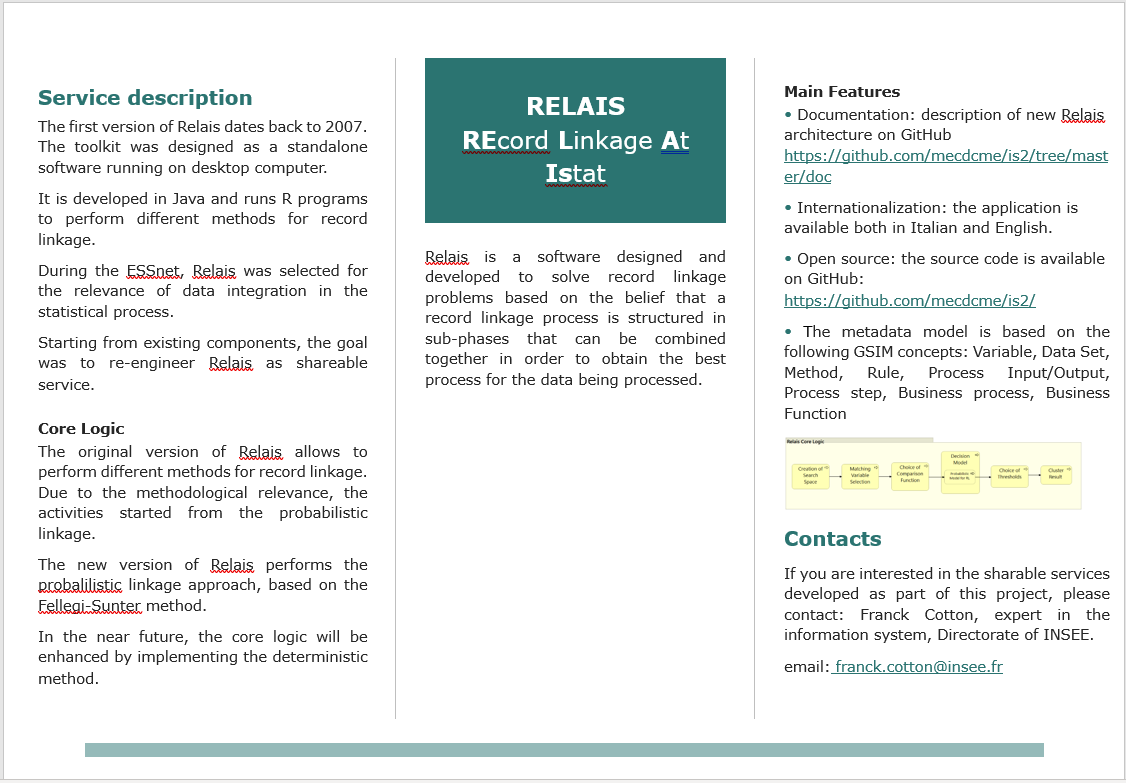 Service description
The first version of Relais dates back to 2007.
The toolkit was designed as a standalone
software running on desktop computer.
It is developed in Java and runs R programs
to perform different methods for record
linkage.
During the ESSnet, Relais was selected for
the relevance of data integration in the
statistical process.
Starting from existing components, the goal
was to re-engineer Relais as shareable
service.
Core Logic
The original version of Relais allows to
perform different methods for record linkage.
Due to the methodological relevance, the
activities started from the probabilistic
linkage.
The new version of Relais performs the
probalilistic linkage approach, based on the
Fellegi-Sunter method.
In the near future, the core logic will be
enhanced by implementing the deterministic
method.
RELAIS
REcord Linkage At
Istat
Relais is a software designed and
developed to solve record linkage
problems based on the belief that a
record linkage process is structured in
sub-phases that can be combined
together in order to obtain the best
process for the data being processed.
Main Features
• Documentation: description of new Relais
architecture on GitHub
https://github.com/mecdcme/is2/tree/mast
er/doc
• Internationalization: the application is
available both in Italian and English.
• Open source: the source code is available
on GitHub:
https://github.com/mecdcme/is2/
• The metadata model is based on the
following GSIM concepts: Variable, Data Set,
Method, Rule, Process Input/Output,
Process step, Business process, Business
Function
Relais Core Logic
Creation of
Search
Space
Matching
Variable
Selection
Choice of
Comparison
Function
Decision
Model
Probabilistic
Model for RL
Choice of
Thresholds
Cluster
Result
Contacts
If you are interested in the sharable services
developed as part of this project, please
contact: Franck Cotton, expert in the
information system, Directorate of INSEE.
email: franck.cotton@insee.fr